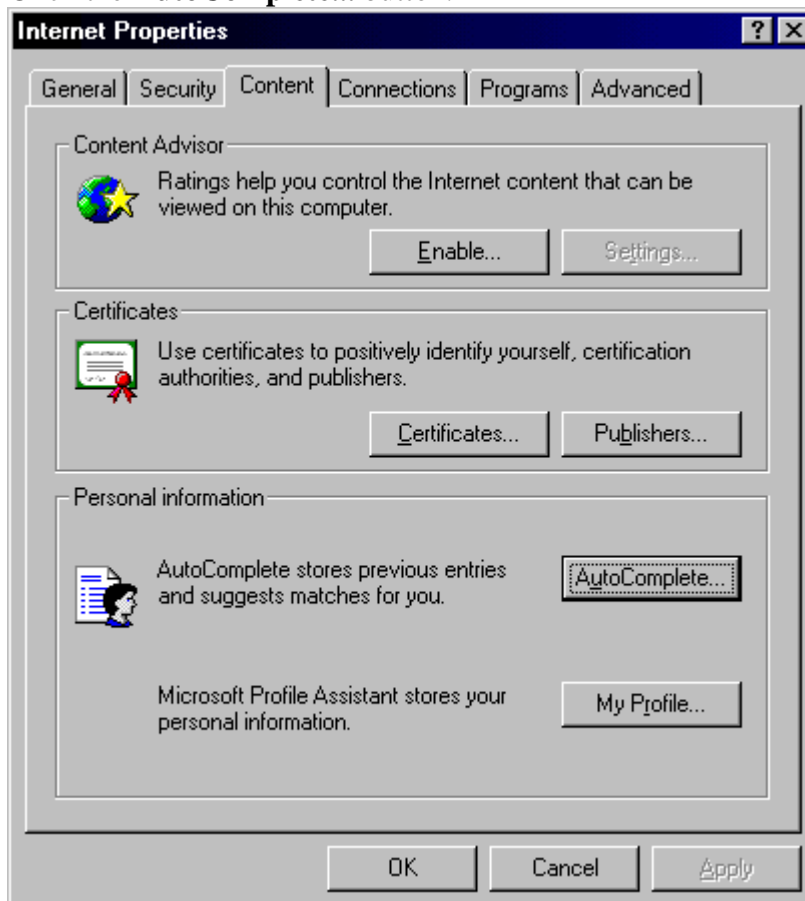 Internet Properties
General Security Content Connections Programs Advanced
Content Advisor
Ratings help you control the Internet content that can be
viewed on this computer.
Enable... Settings...
Certificates
Use certificates to positively identify yourself, certification
authorities, and publishers.
Certificates... Publishers...
Personal information
AutoComplete stores previous entries
and suggests matches for you.
AutoComplete...
Microsoft Profile Assistant stores your
personal information.
My Profile...
OK Cancel Apply